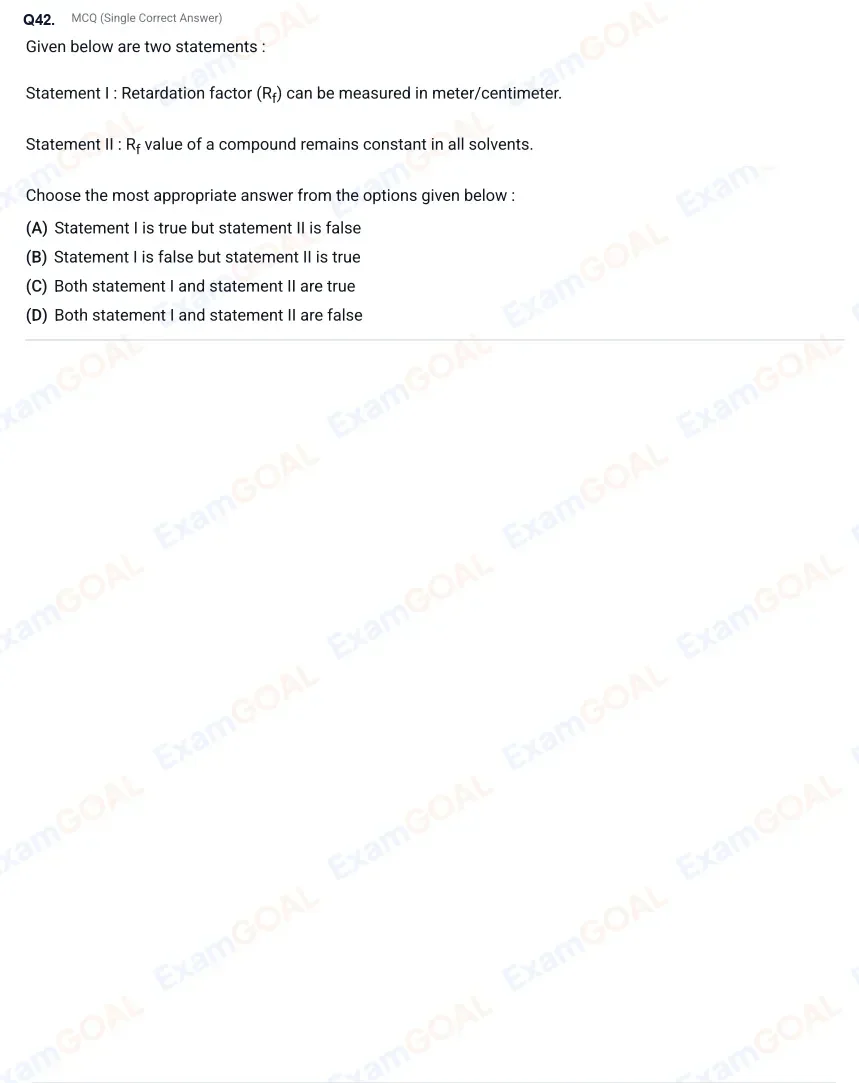 Q42. MCQ (Single Correct Answer)
Given below are two statements :
Statement I : Retardation factor (Rf) can be measured in meter/centimeter.
Statement II : Rf value of a compound remains constant in all solvents.
Choose the most appropriate answer from the options given below :
(A) Statement I is true but statement II is false
(B) Statement I is false but statement II is true
(C) Both statement I and statement II are true
(D) Both statement I and statement II are false
ExamGOAL